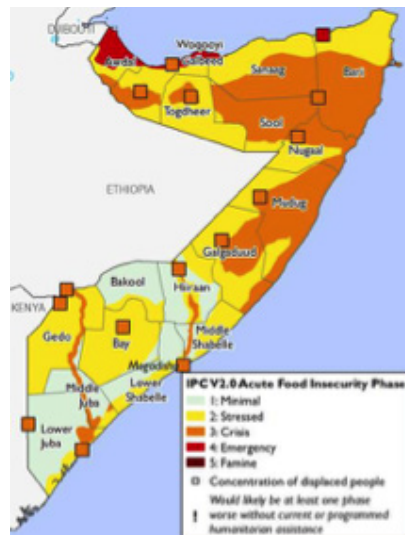 DJIBOUTI
Woqooyi
Galbeed
Awdal
Sanaag
Bari
Togdheer
Sool
Nugaal
ETHIOPIA
Mudug
Galgaduud
Bakool
Hiiraan
KENYA
Gedo
Bay
Middle
Shabelle
Mogadishu
Lower
Shabelle
Middle
Juba
Lower
Juba
IPC V2.0 Acute Food Insecurity Phase
1: Minimal
2: Stressed
3: Crisis
4: Emergency
5: Famine
Concentration of displaced people
Would likely be at least one phase
! worse without current or programmed
humanitarian assistance